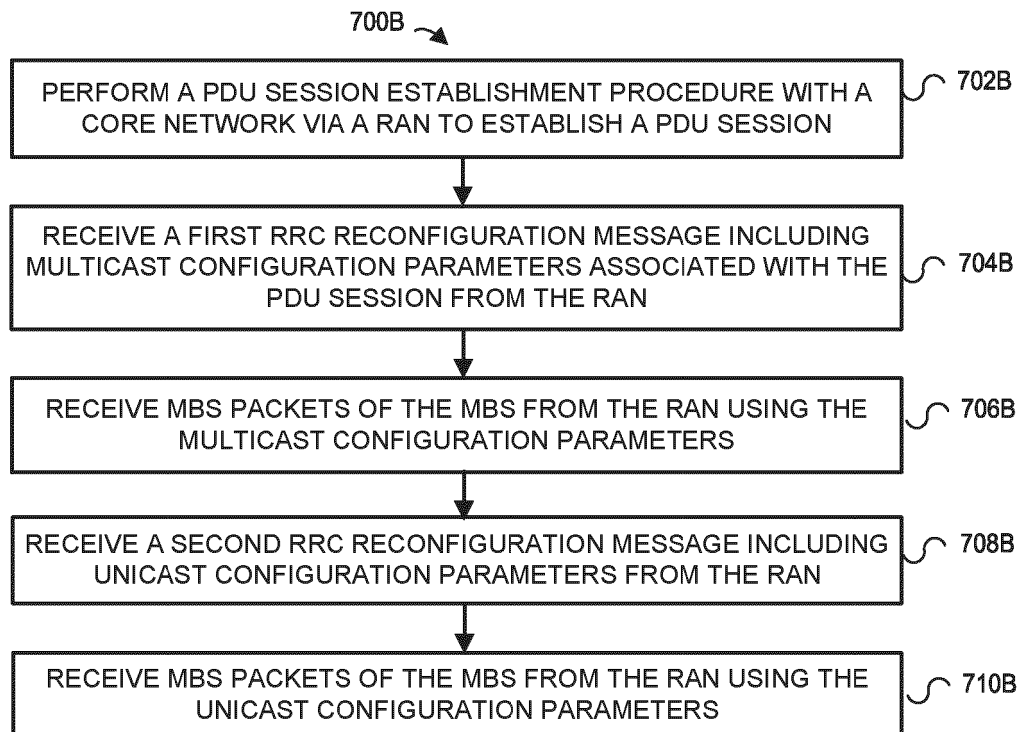 700B
PERFORM A PDU SESSION ESTABLISHMENT PROCEDURE WITH A
CORE NETWORK VIA A RAN TO ESTABLISH A PDU SESSION
702B
RECEIVE A FIRST RRC RECONFIGURATION MESSAGE INCLUDING
MULTICAST CONFIGURATION PARAMETERS ASSOCIATED WITH THE
PDU SESSION FROM THE RAN
704B
RECEIVE MBS PACKETS OF THE MBS FROM THE RAN USING THE
MULTICAST CONFIGURATION PARAMETERS
706B
RECEIVE A SECOND RRC RECONFIGURATION MESSAGE INCLUDING
UNICAST CONFIGURATION PARAMETERS FROM THE RAN
708B
RECEIVE MBS PACKETS OF THE MBS FROM THE RAN USING THE
UNICAST CONFIGURATION PARAMETERS
710B